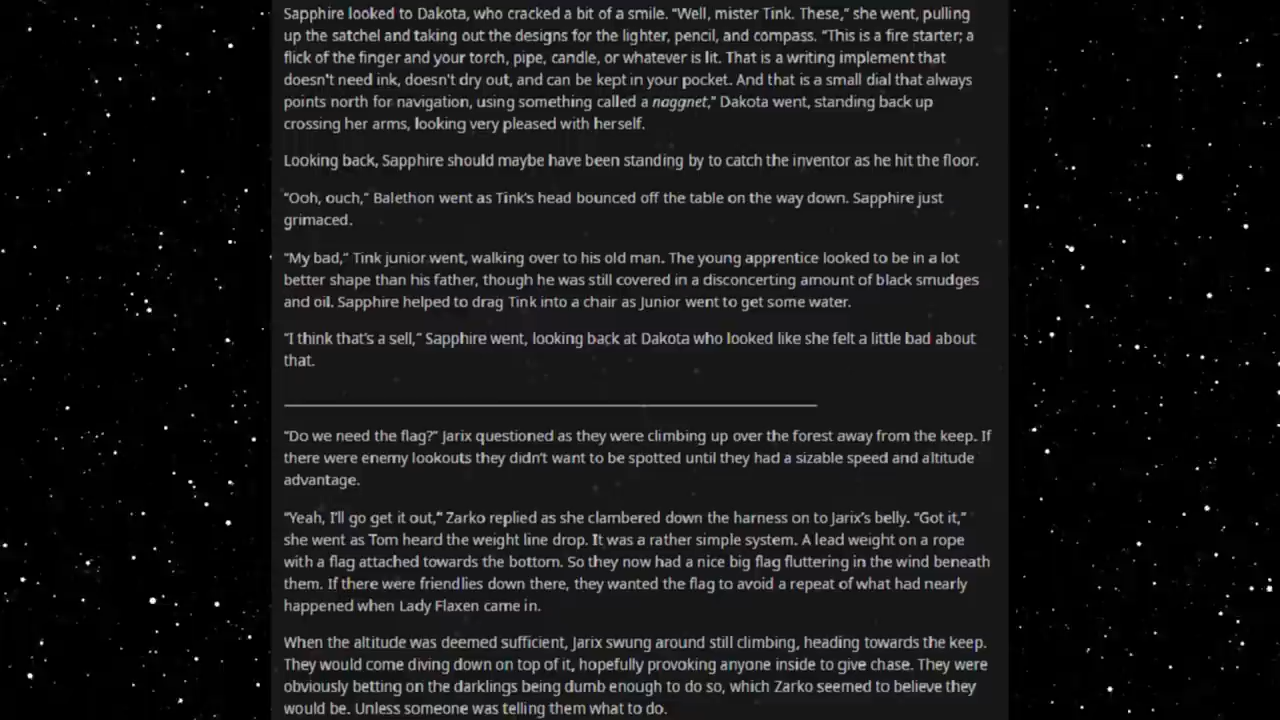 Sapphire looked to Dakota, who cracked a bit of a smile. “Well, mister Tink. These,” she went, pulling
up the satchel and taking out the designs for the lighter, pencil, and compass. “This is a fire starter; a
flick of the finger and your torch, pipe, candle, or whatever is lit. That is a writing implement that
doesn't need ink, doesn't dry out, and can be kept in your pocket. And that is a small dial that always
points north for navigation, using something called a naggnet,” Dakota went, standing back up
crossing her arms, looking very pleased with herself.
Looking back, Sapphire should maybe have been standing by to catch the inventor as he hit the floor.
“Ooh, ouch,” Balethon went as Tink’s head bounced off the table on the way down. Sapphire just
grimaced.
“My bad,” Tink junior went, walking over to his old man. The young apprentice looked to be in a lot
better shape than his father, though he was still covered in a disconcerting amount of black smudges
and oil. Sapphire helped to drag Tink into a chair as Junior went to get some water.
“I think that’s a sell,” Sapphire went, looking back at Dakota who looked like she felt a little bad about
that.
“Do we need the flag?” Jarix questioned as they were climbing up over the forest away from the keep. If
there were enemy lookouts they didn’t want to be spotted until they had a sizable speed and altitude
advantage.
“Yeah, I’ll go get it out,” Zarko replied as she clambered down the harness on to Jarix’s belly. “Got it,”
she went as Tom heard the weight line drop. It was a rather simple system. A lead weight on a rope
with a flag attached towards the bottom. So they now had a nice big flag fluttering in the wind beneath
them. If there were friendlies down there, they wanted the flag to avoid a repeat of what had nearly
happened when Lady Flaxen came in.
When the altitude was deemed sufficient, Jarix swung around still climbing, heading towards the keep.
They would come diving down on top of it, hopefully provoking anyone inside to give chase. They were
obviously betting on the darklings being dumb enough to do so, which Zarko seemed to believe they
would be. Unless someone was telling them what to do.